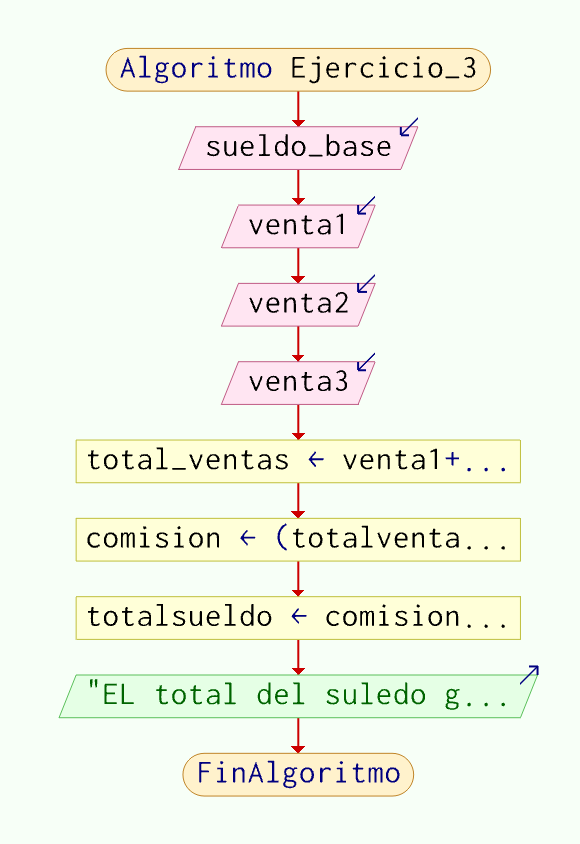 Algoritmo Ejercicio_3
sueldo_base
venta1
venta2
venta3
total_ventas ← venta1+...
comision ← (totalventa...
totalsueldo ← comision...
"EL total del suledo g...
FinAlgoritmo